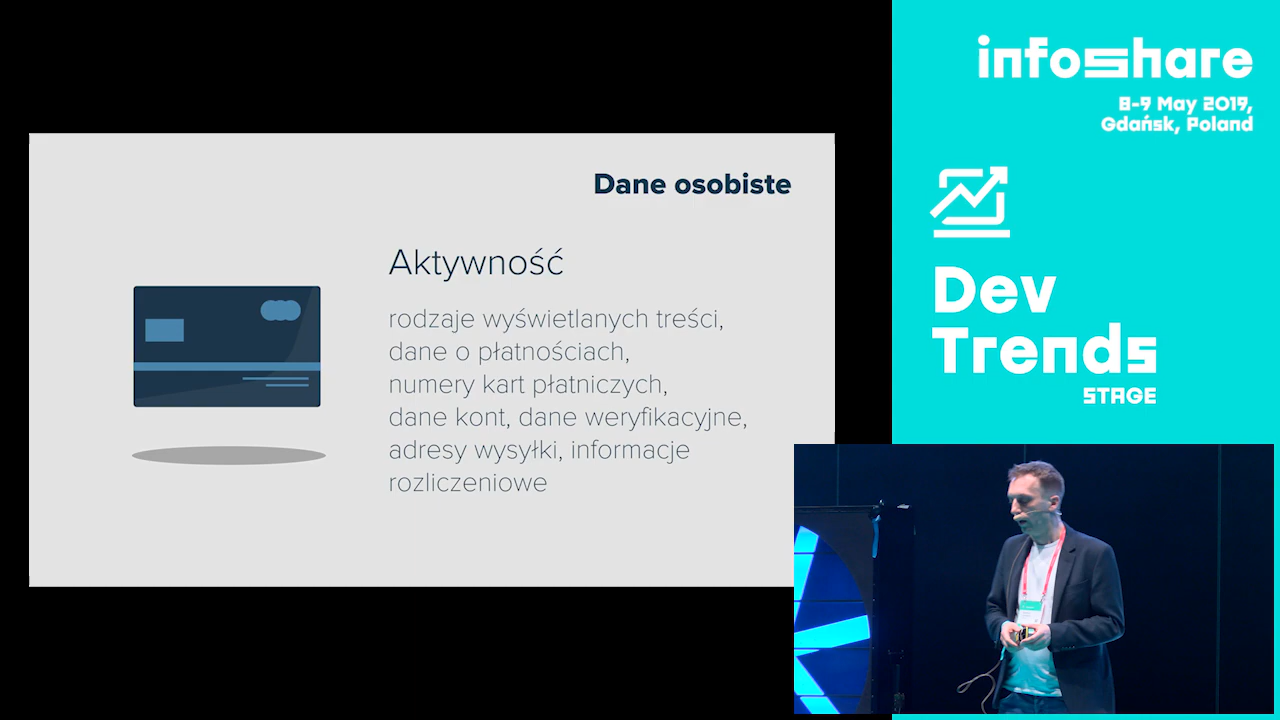 Dane osobiste
Aktywność
rodzaje wyświetlanych treści,
dane o płatnościach,
numery kart płatniczych,
dane kont, dane weryfikacyjne,
adresy wysyłki, informacje
rozliczeniowe
infoshare
8-9 May 2019,
Gdańsk, Poland
Dev
Trends
STAGE